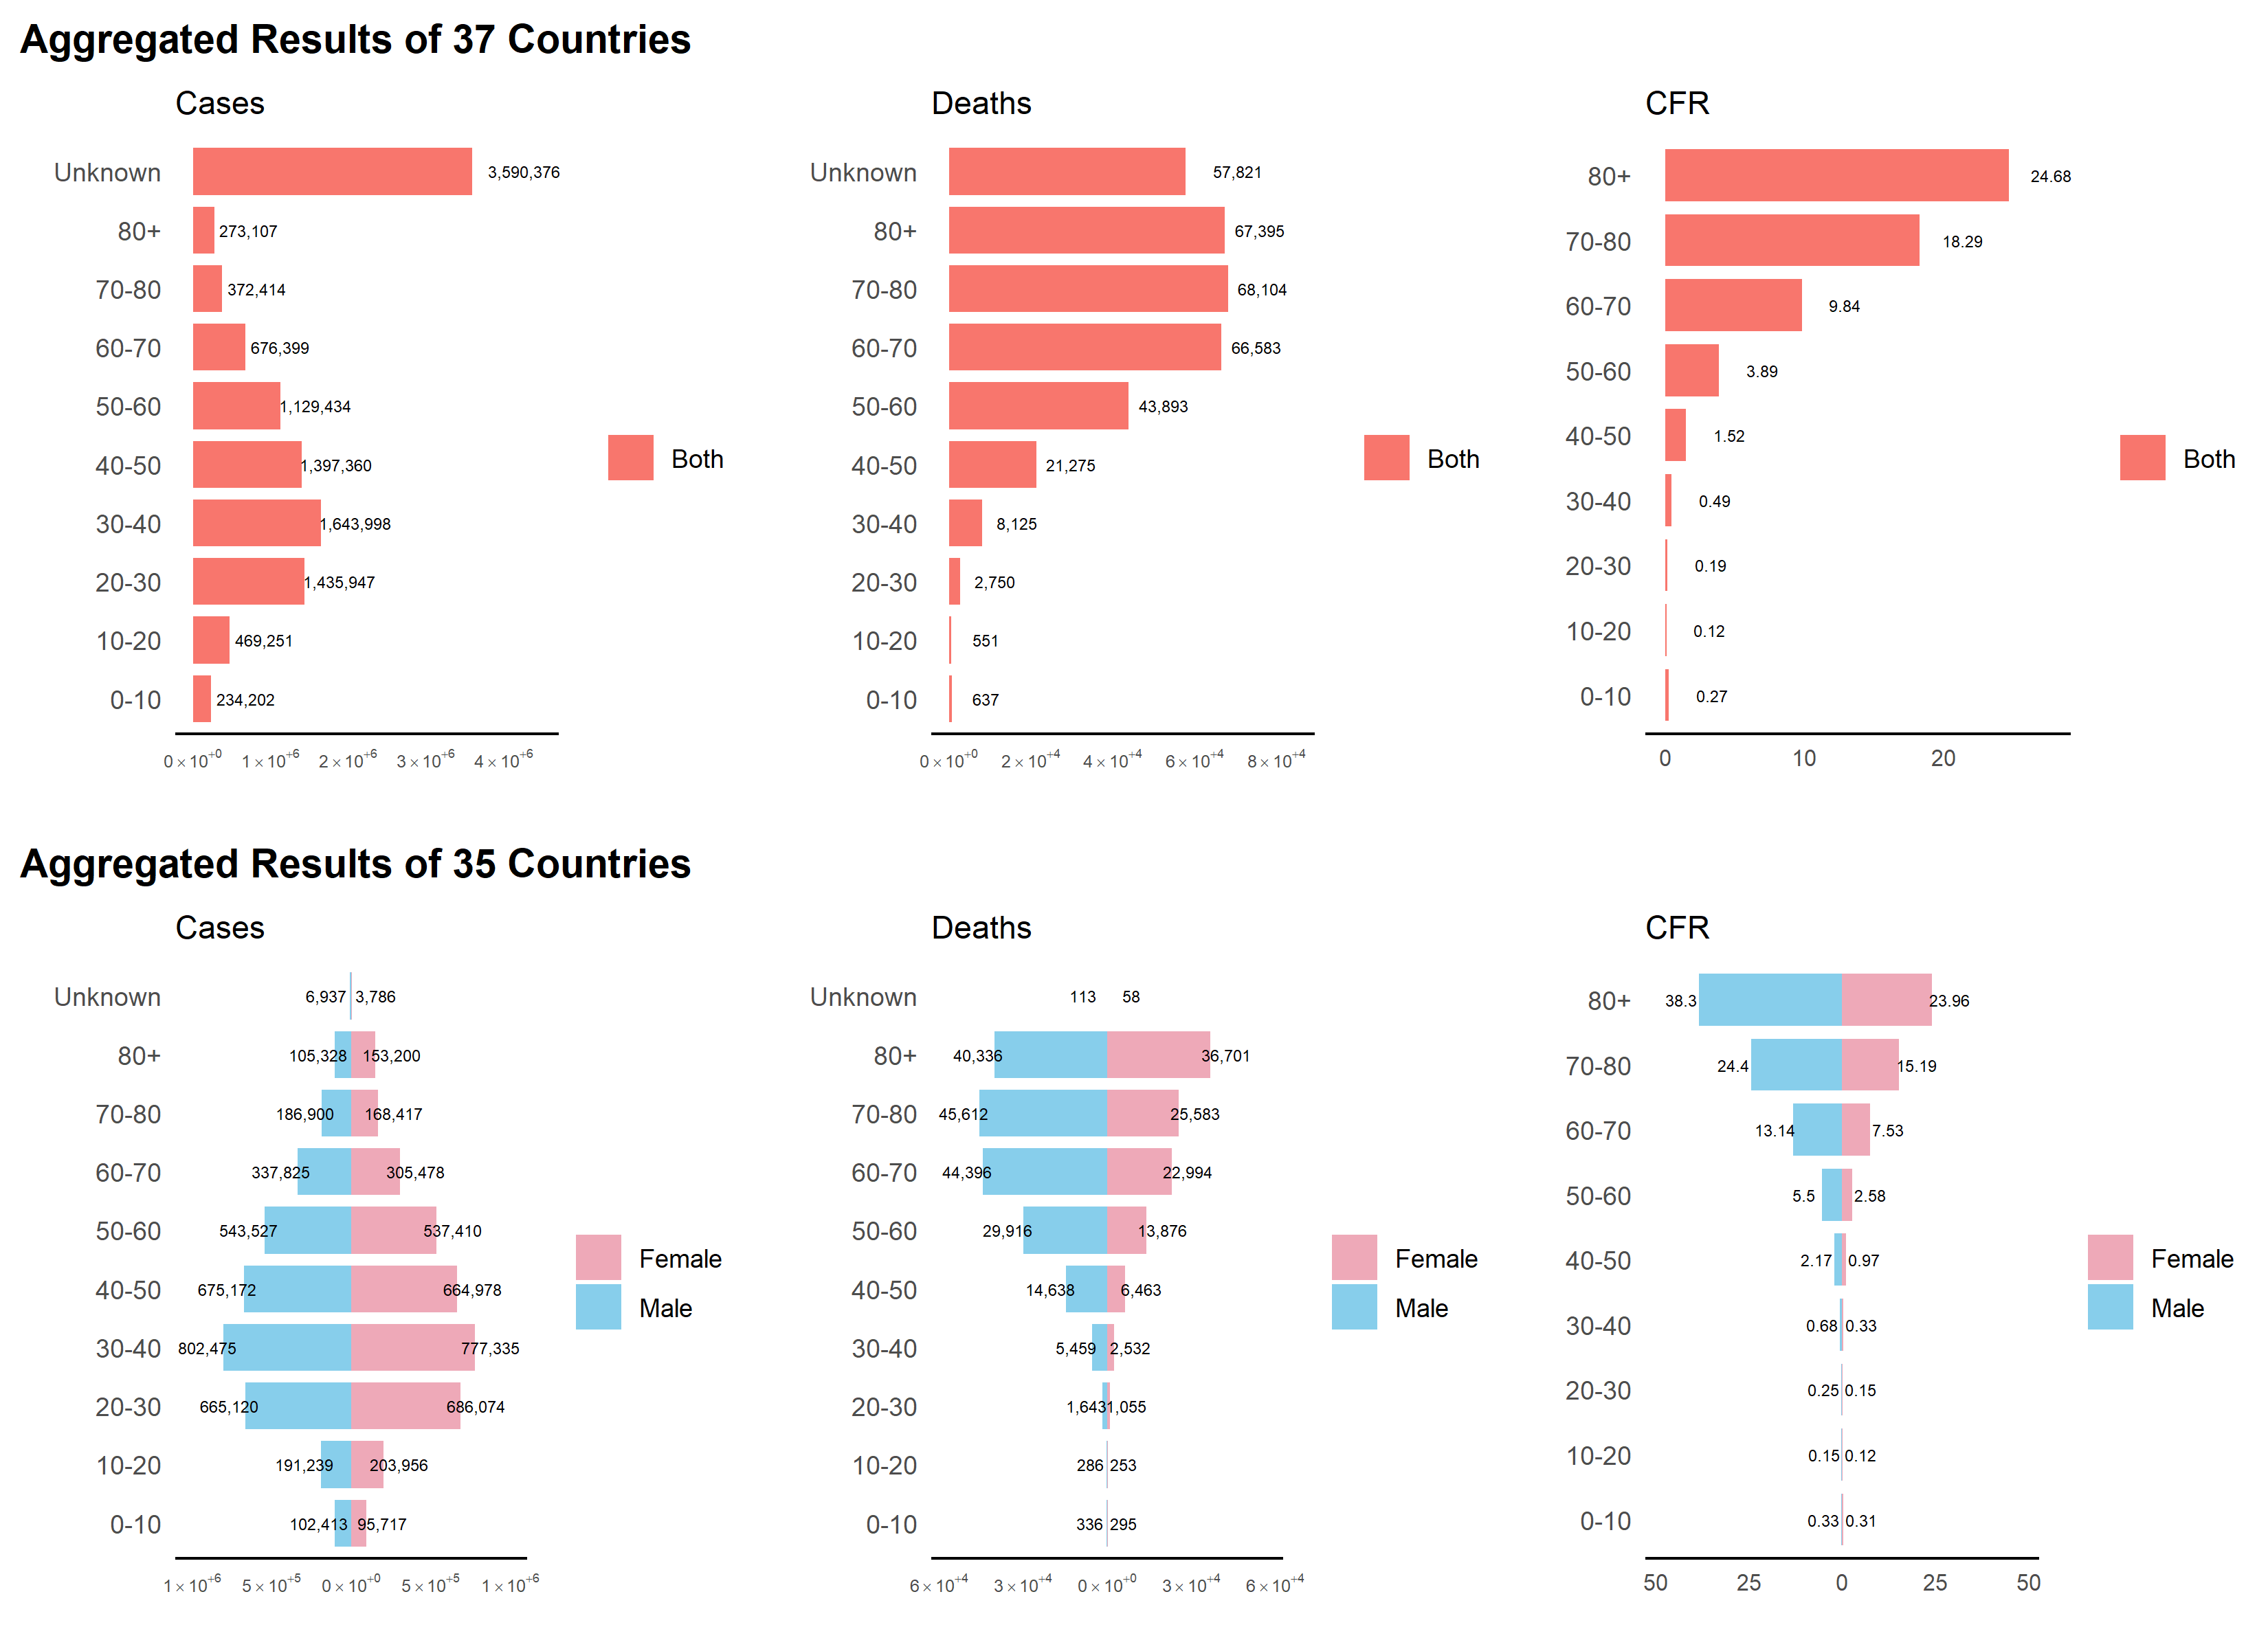 Aggregated Results of 37 Countries
Cases
Unknown 3,590,376
80+ 273,107
70-80 372,414
60-70 676,399
50-60 1,129,434
40-50 1,397,360
30-40 1,643,998
20-30 1,435,947
10-20 469,251
0-10 234,202
0×10⁺⁰ 1×10⁺⁶ 2×10⁺⁶ 3×10⁺⁶ 4×10⁺⁶
Both
Deaths
Unknown 57,821
80+ 67,395
70-80 68,104
60-70 66,583
50-60 43,893
40-50 21,275
30-40 8,125
20-30 2,750
10-20 551
0-10 637
0×10⁺⁰ 2×10⁺⁴ 4×10⁺⁴ 6×10⁺⁴ 8×10⁺⁴
Both
CFR
80+ 24.68
70-80 18.29
60-70 9.84
50-60 3.89
40-50 1.52
30-40 0.49
20-30 0.19
10-20 0.12
0-10 0.27
0 10 20
Both
Aggregated Results of 35 Countries
Cases
Unknown 6,937 3,786
80+ 105,328 153,200
70-80 186,900 168,417
60-70 337,825 305,478
50-60 543,527 537,410
40-50 675,172 664,978
30-40 802,475 777,335
20-30 665,120 686,074
10-20 191,239 203,956
0-10 102,413 95,717
1×10⁺⁶ 5×10⁺⁵ 0×10⁺⁰ 5×10⁺⁵ 1×10⁺⁶
Female
Male
Deaths
Unknown 113 58
80+ 40,336 36,701
70-80 45,612 25,583
60-70 44,396 22,994
50-60 29,916 13,876
40-50 14,638 6,463
30-40 5,459 2,532
20-30 1,643 1,055
10-20 286 253
0-10 336 295
6×10⁺⁴ 3×10⁺⁴ 0×10⁺⁰ 3×10⁺⁴ 6×10⁺⁴
Female
Male
CFR
80+ 38.3 23.96
70-80 24.4 15.19
60-70 13.14 7.53
50-60 5.5 2.58
40-50 2.17 0.97
30-40 0.68 0.33
20-30 0.25 0.15
10-20 0.15 0.12
0-10 0.33 0.31
50 25 0 25 50
Female
Male